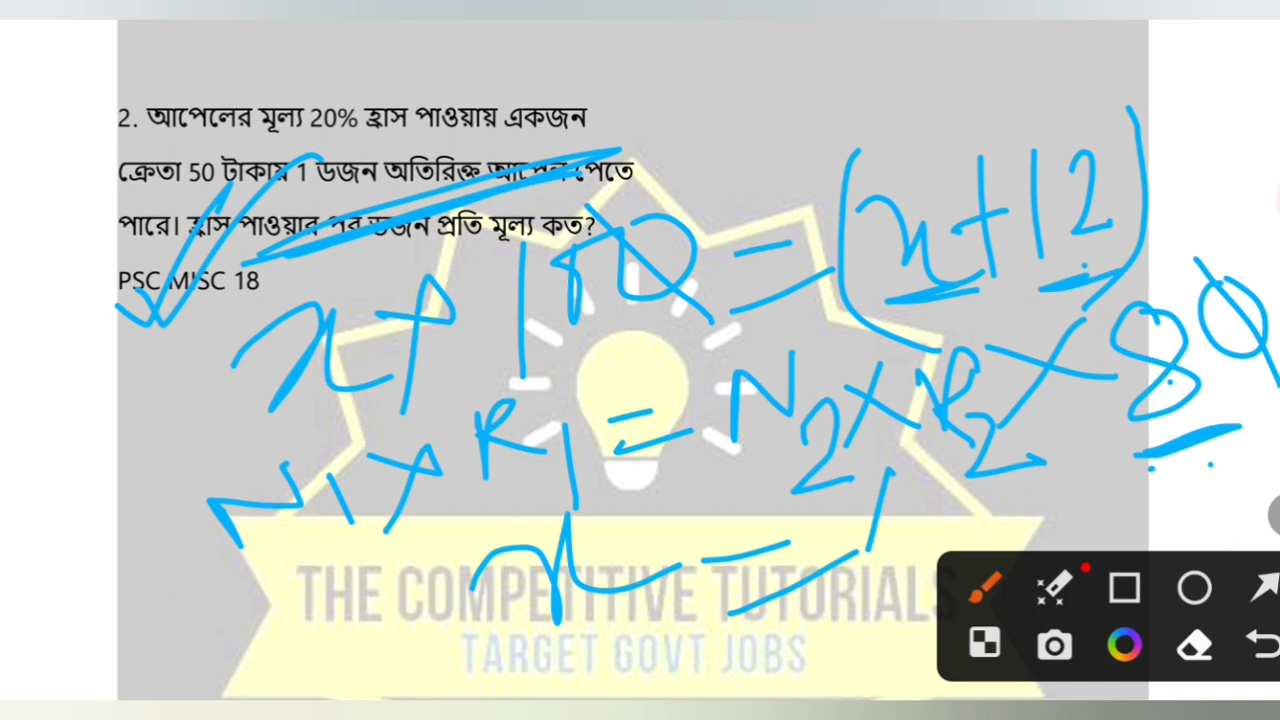 2. আপেলের মূল্য 20% হ্রাস পাওয়ায় একজন
ক্রেতা 50 টাকায় 1 ডজন অতিরিক্ত আপেল পেতে
পারে। হ্রাস পাওয়ার পর ডজন প্রতি মূল্য কত?
PSC MISC 18
x × 100 = (x+12) × 80
N1 × R1 = N2 × R2
x =
THE COMPETITIVE TUTORIALS
TARGET GOVT JOBS